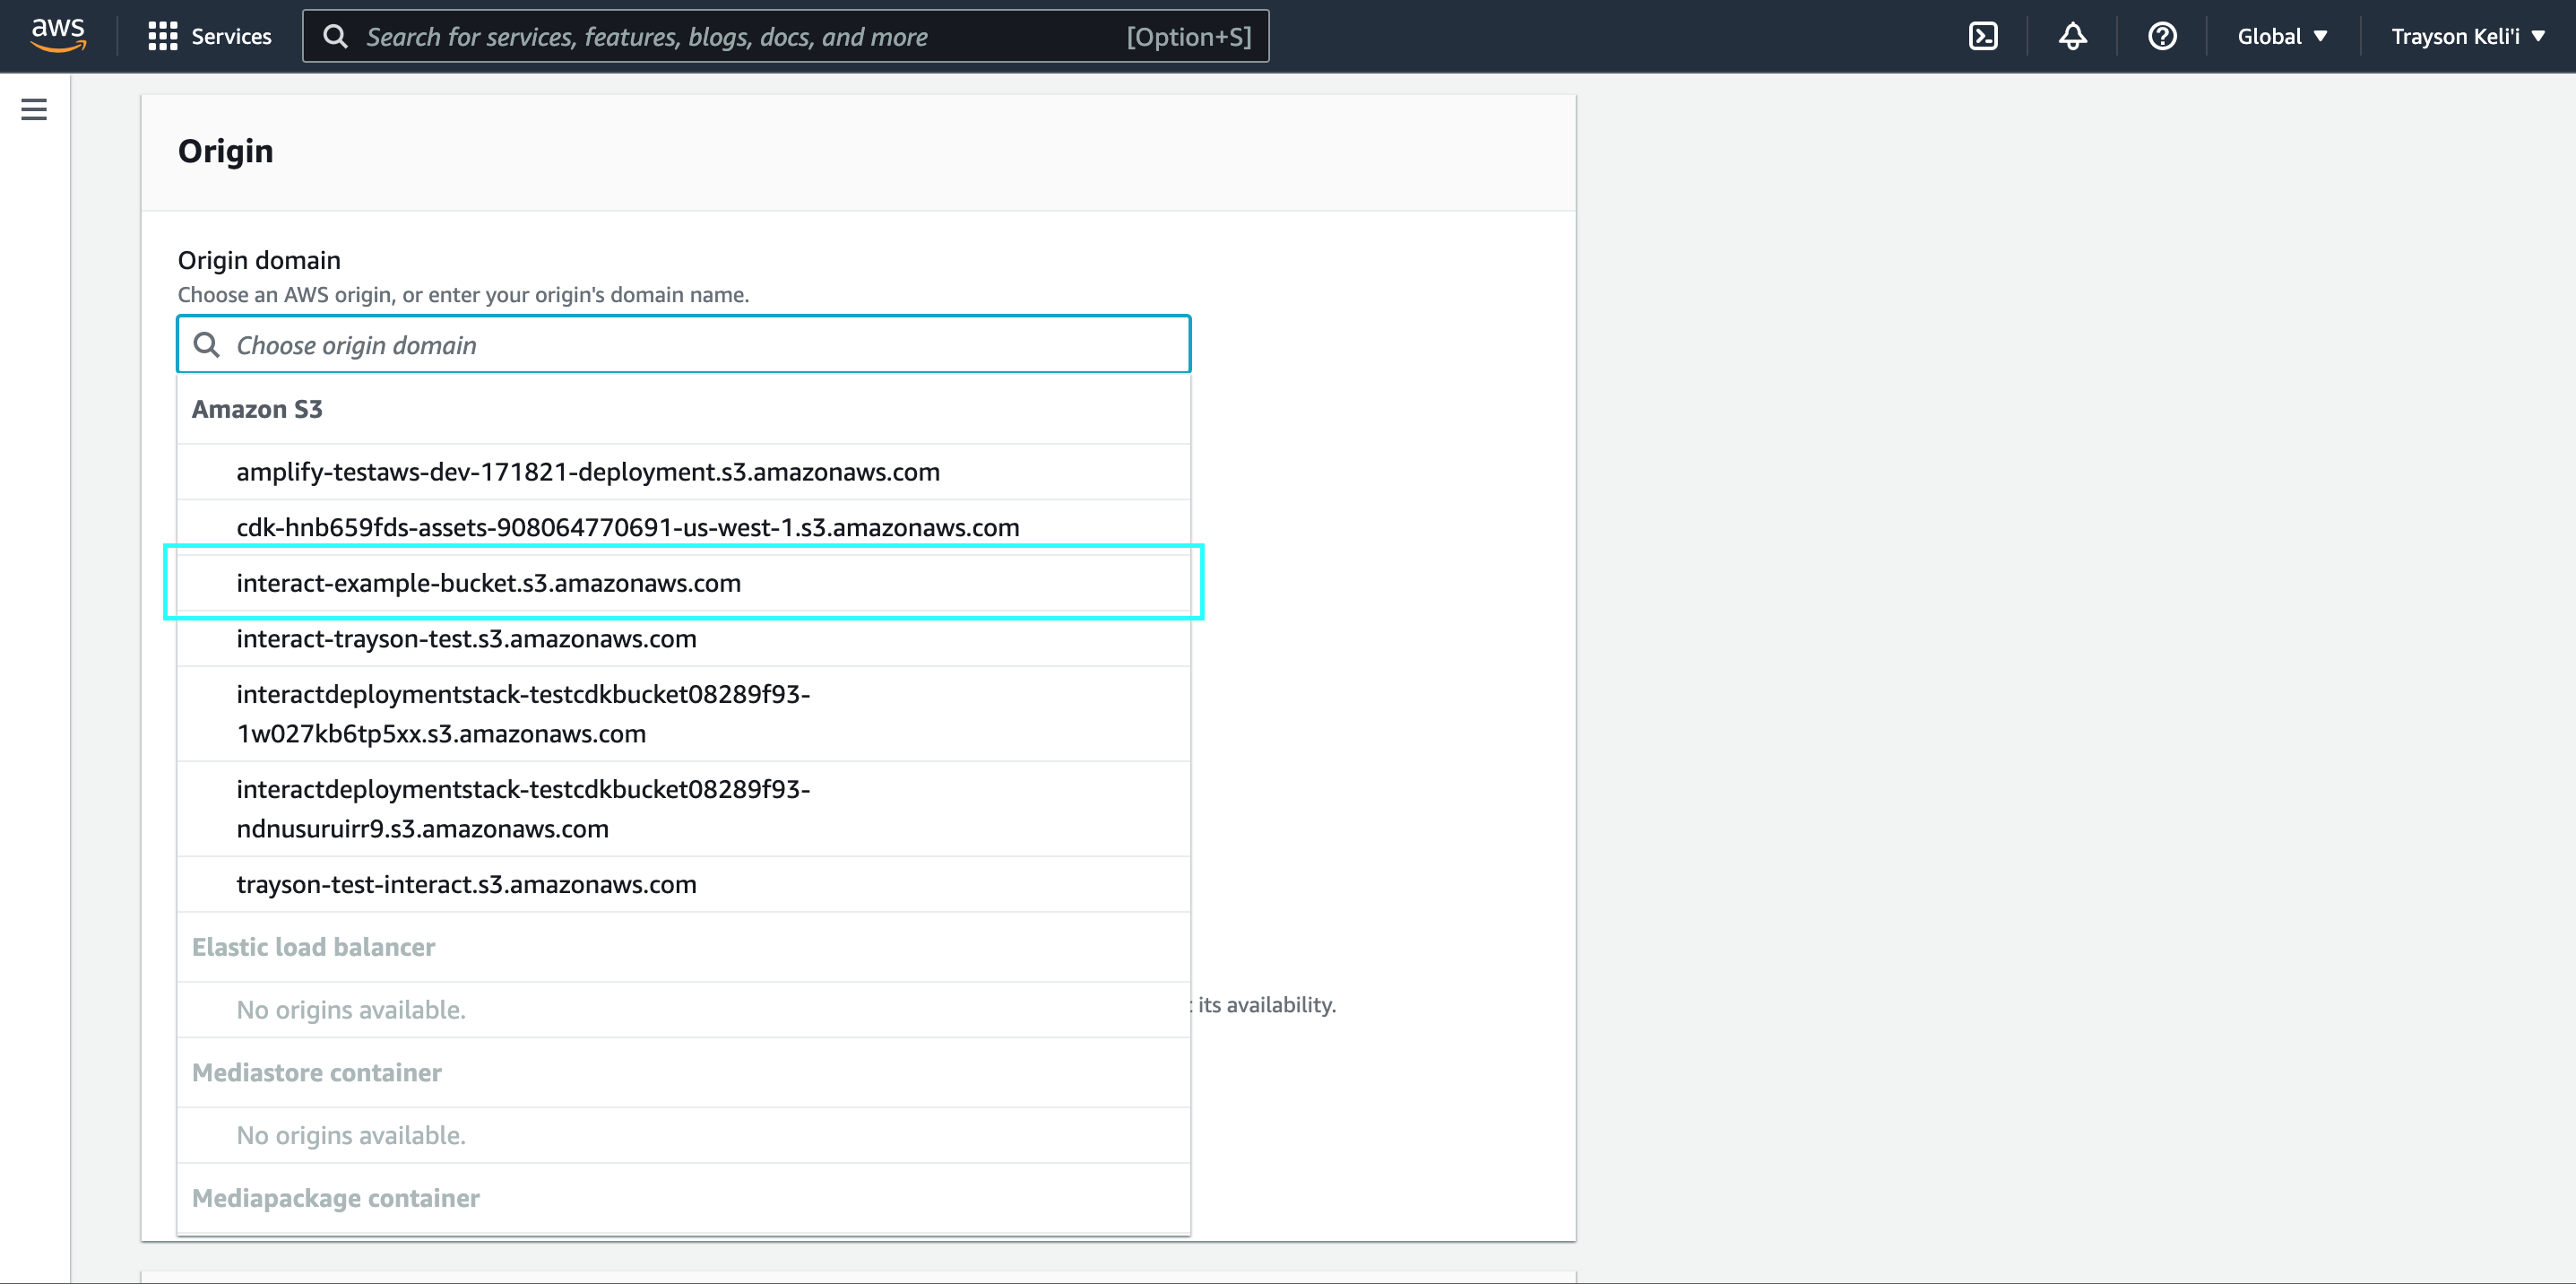 aws
Services
Search for services, features, blogs, docs, and more
[Option+S]
Global
Trayson Keli'i
Origin
Origin domain
Choose an AWS origin, or enter your origin's domain name.
Choose origin domain
Amazon S3
amplify-testaws-dev-171821-deployment.s3.amazonaws.com
cdk-hnb659fds-assets-908064770691-us-west-1.s3.amazonaws.com
interact-example-bucket.s3.amazonaws.com
interact-trayson-test.s3.amazonaws.com
interactdeploymentstack-testcdkbucket08289f93-
1w027kb6tp5xx.s3.amazonaws.com
interactdeploymentstack-testcdkbucket08289f93-
ndnusuruirr9.s3.amazonaws.com
trayson-test-interact.s3.amazonaws.com
Elastic load balancer
No origins available.
its availability.
Mediastore container
No origins available.
Mediapackage container